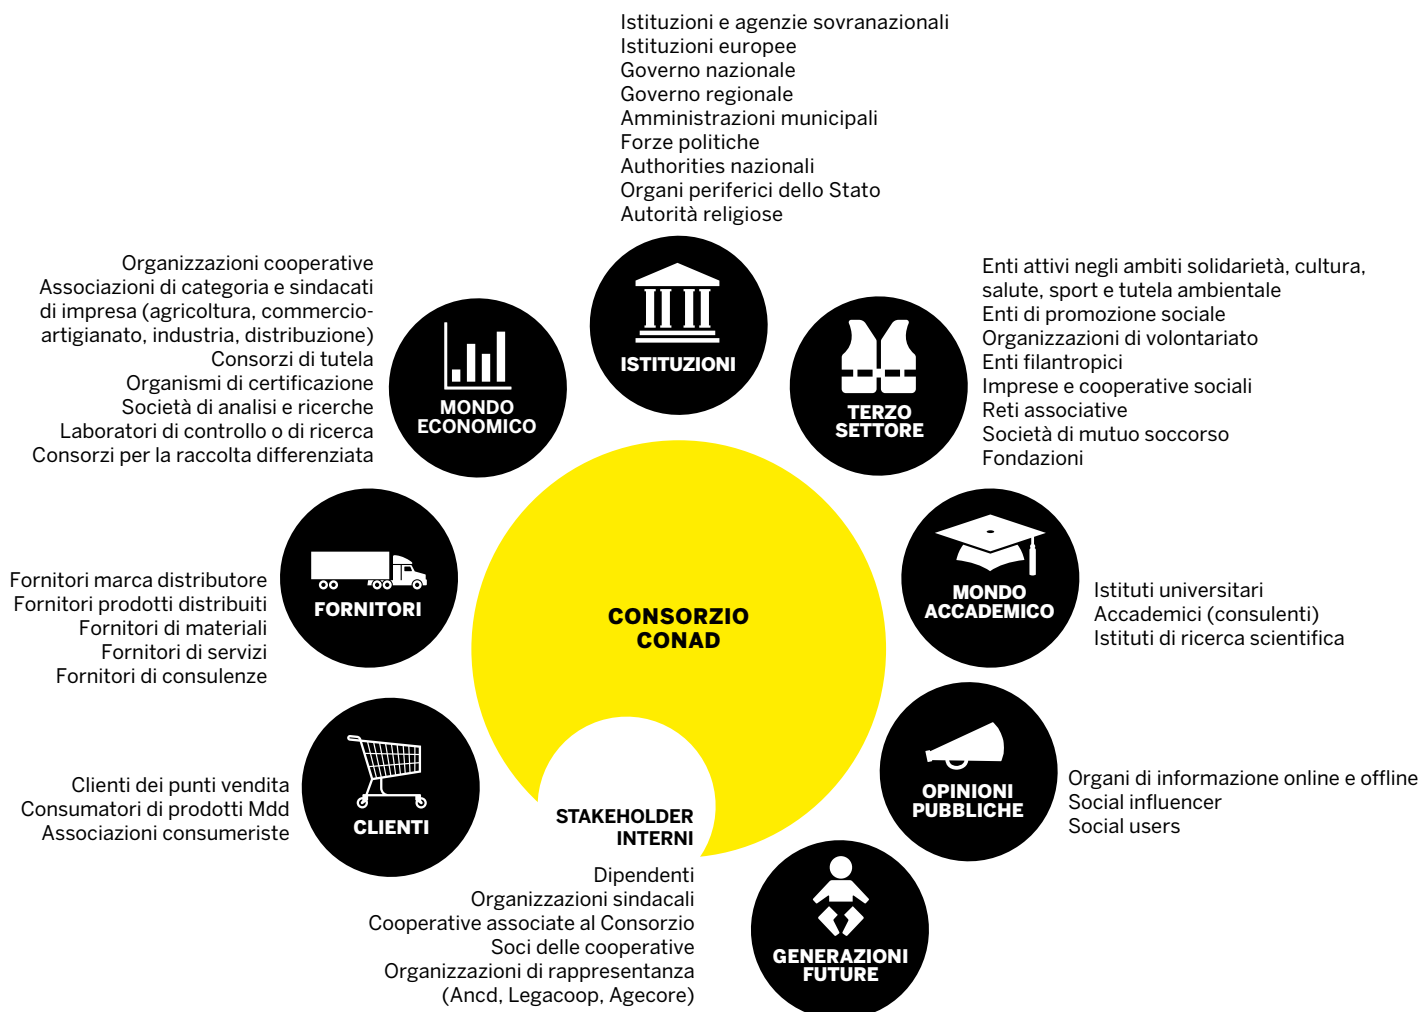 Istituzioni e agenzie sovranazionali
Istituzioni europee
Governo nazionale
Governo regionale
Amministrazioni municipali
Forze politiche
Authorities nazionali
Organi periferici dello Stato
Autorità religiose
ISTITUZIONI
Organizzazioni cooperative
Associazioni di categoria e sindacati
di impresa (agricoltura, commercio-
artigianato, industria, distribuzione)
Consorzi di tutela
Organismi di certificazione
Società di analisi e ricerche
Laboratori di controllo o di ricerca
Consorzi per la raccolta differenziata
MONDO
ECONOMICO
Enti attivi negli ambiti solidarietà, cultura,
salute, sport e tutela ambientale
Enti di promozione sociale
Organizzazioni di volontariato
Enti filantropici
Imprese e cooperative sociali
Reti associative
Società di mutuo soccorso
Fondazioni
TERZO
SETTORE
Fornitori marca distributore
Fornitori prodotti distribuiti
Fornitori di materiali
Fornitori di servizi
Fornitori di consulenze
FORNITORI
CONSORZIO
CONAD
MONDO
ACCADEMICO
Istituti universitari
Accademici (consulenti)
Istituti di ricerca scientifica
Clienti dei punti vendita
Consumatori di prodotti Mdd
Associazioni consumeriste
CLIENTI
OPINIONI
PUBBLICHE
Organi di informazione online e offline
Social influencer
Social users
STAKEHOLDER
INTERNI
Dipendenti
Organizzazioni sindacali
Cooperative associate al Consorzio
Soci delle cooperative
Organizzazioni di rappresentanza
(Ancd, Legacoop, Agecore)
GENERAZIONI
FUTURE